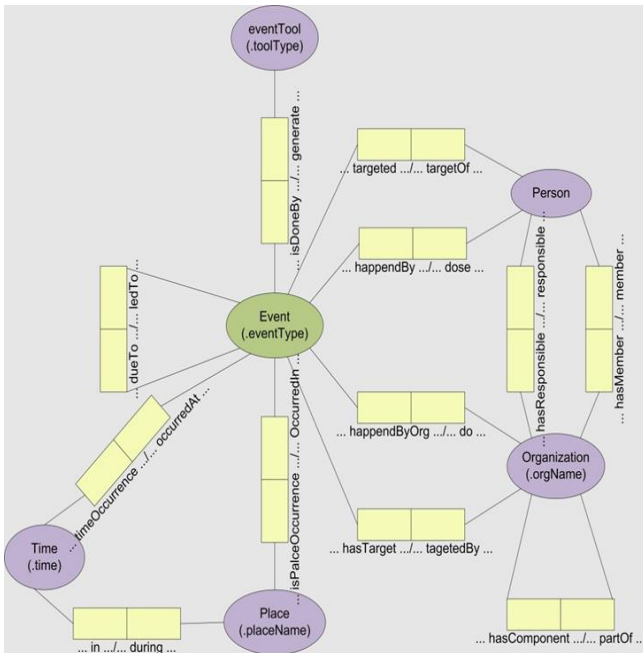 eventTool
(.toolType)
... isDoneBy .../... generate ...
... targeted .../... targetOf ...
Person
... happendBy .../... dose ...
... dueTo .../... ledTo ...
Event
(.eventType)
... hasResponsible .../... responsible ...
... hasMember .../... member ...
... timeOccurrence .../... occurredAt ...
... isPalceOccurrence .../... OccurredIn ...
... happendByOrg .../... do ...
Organization
(.orgName)
... hasTarget .../... tagetedBy ...
Time
(.time)
Place
(.placeName)
... in .../... during ...
... hasComponent .../... partOf ...